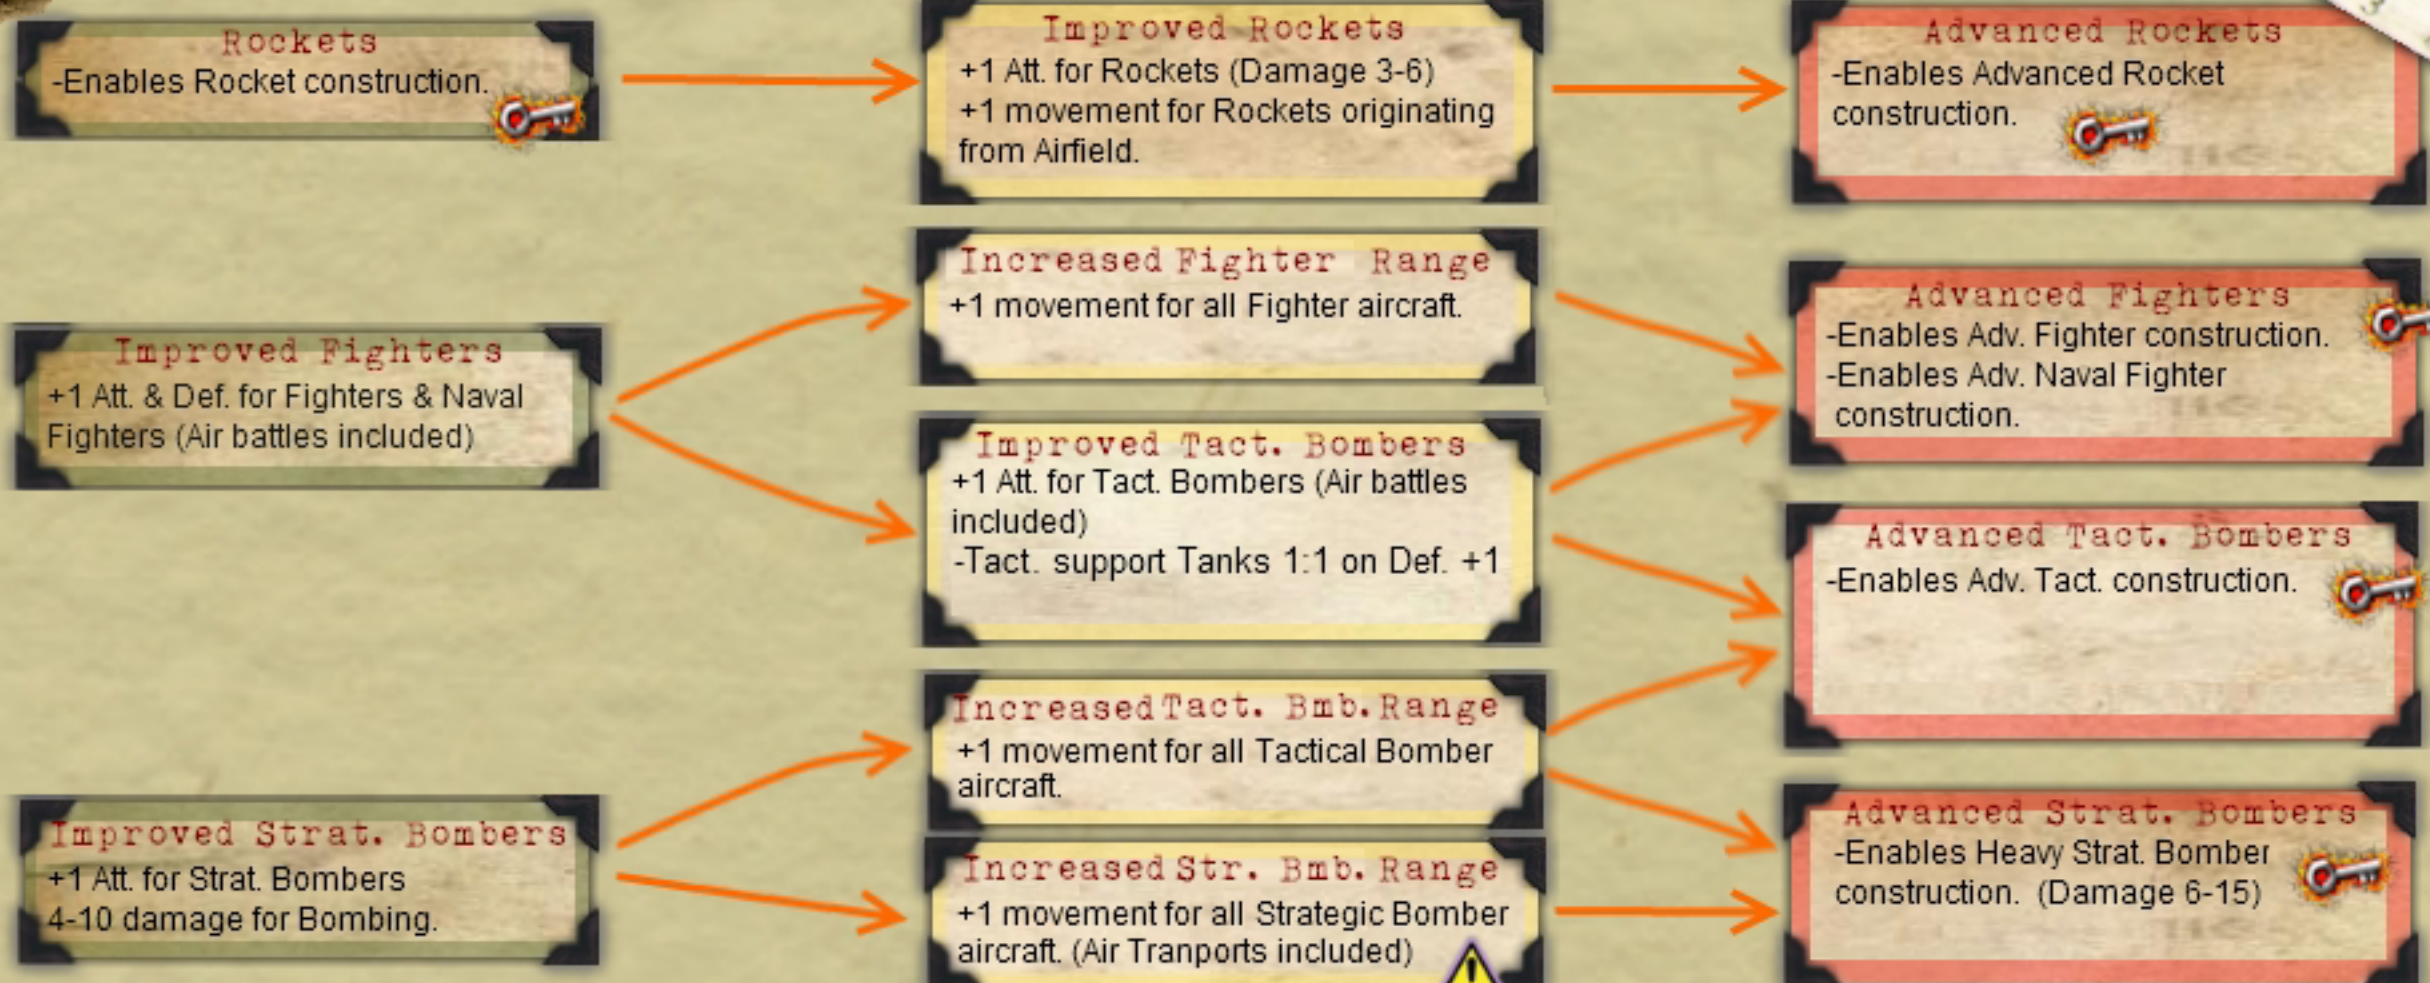 Rockets
-Enables Rocket construction.
Improved Rockets
+1 Att. for Rockets (Damage 3-6)
+1 movement for Rockets originating
from Airfield.
Advanced Rockets
-Enables Advanced Rocket
construction.
3
Improved Fighters
+1 Att. & Def. for Fighters & Naval
Fighters (Air battles included)
Increased Fighter Range
+1 movement for all Fighter aircraft.
Improved Tact. Bombers
+1 Att. for Tact. Bombers (Air battles
included)
-Tact. support Tanks 1:1 on Def. +1
Advanced Fighters
-Enables Adv. Fighter construction.
-Enables Adv. Naval Fighter
construction.
Advanced Tact. Bombers
-Enables Adv. Tact. construction.
Improved Strat. Bombers
+1 Att. for Strat. Bombers
4-10 damage for Bombing.
Increased Tact. Bmb. Range
+1 movement for all Tactical Bomber
aircraft.
Increased Str. Bmb. Range
+1 movement for all Strategic Bomber
aircraft. (Air Tranports included)
!
Advanced Strat. Bombers
-Enables Heavy Strat. Bomber
construction. (Damage 6-15)